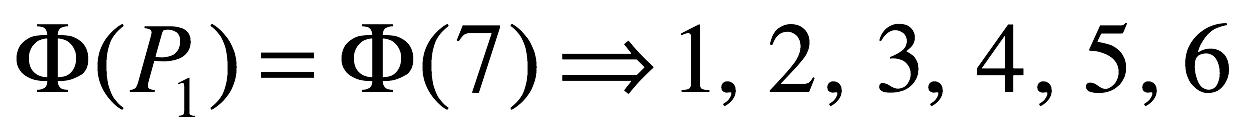 Φ(P₁) = Φ(7) ⟹ 1, 2, 3, 4, 5, 6